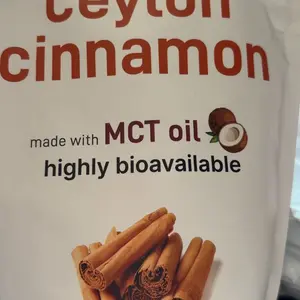 ceylon
cinnamon
made with MCT oil
highly bioavailable